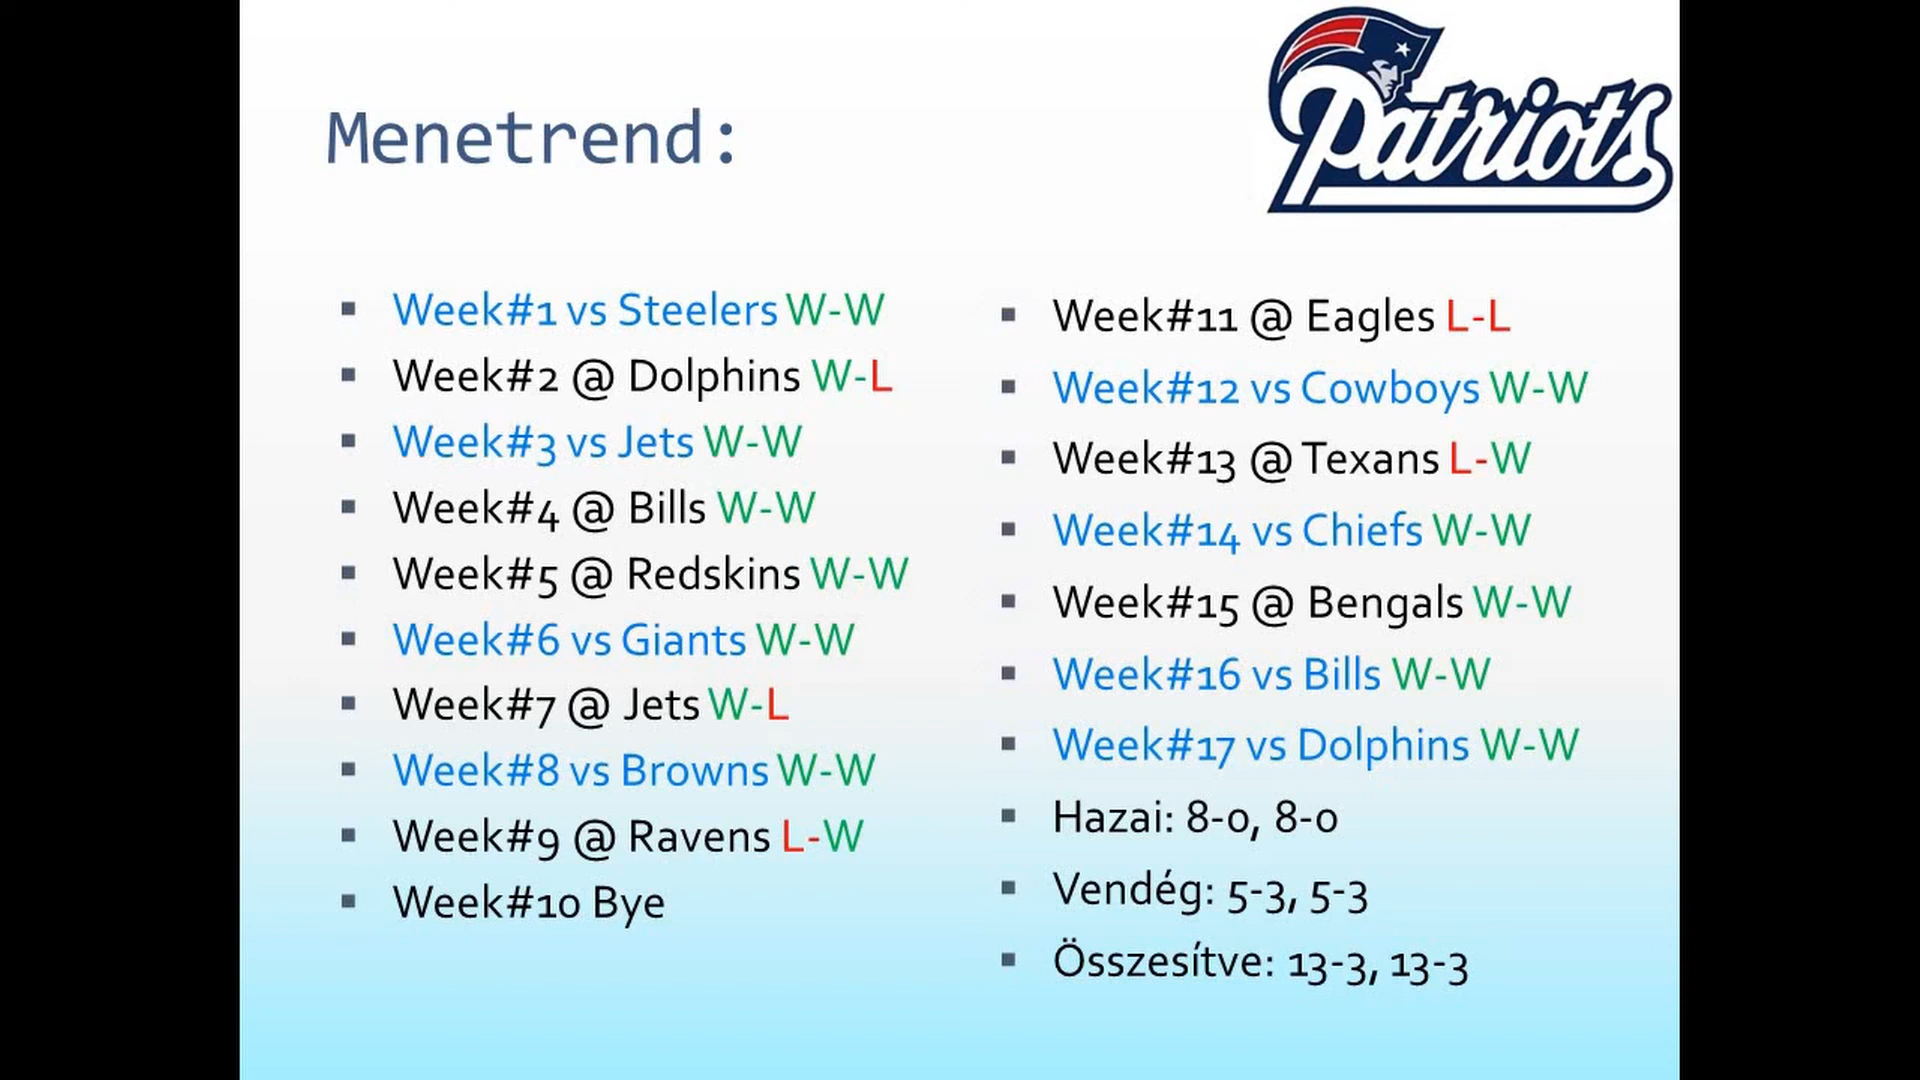 Patriots
Menetrend:
Week#1 vs Steelers W-W
Week#2 @ Dolphins W-L
Week#3 vs Jets W-W
Week#4 @ Bills W-W
Week#5 @ Redskins W-W
Week#6 vs Giants W-W
Week#7 @ Jets W-L
Week#8 vs Browns W-W
Week#9 @ Ravens L-W
Week#10 Bye
Week#11 @ Eagles L-L
Week#12 vs Cowboys W-W
Week#13 @ Texans L-W
Week#14 vs Chiefs W-W
Week#15 @ Bengals W-W
Week#16 vs Bills W-W
Week#17 vs Dolphins W-W
Hazai: 8-0, 8-0
Vendég: 5-3, 5-3
Összesítve: 13-3, 13-3